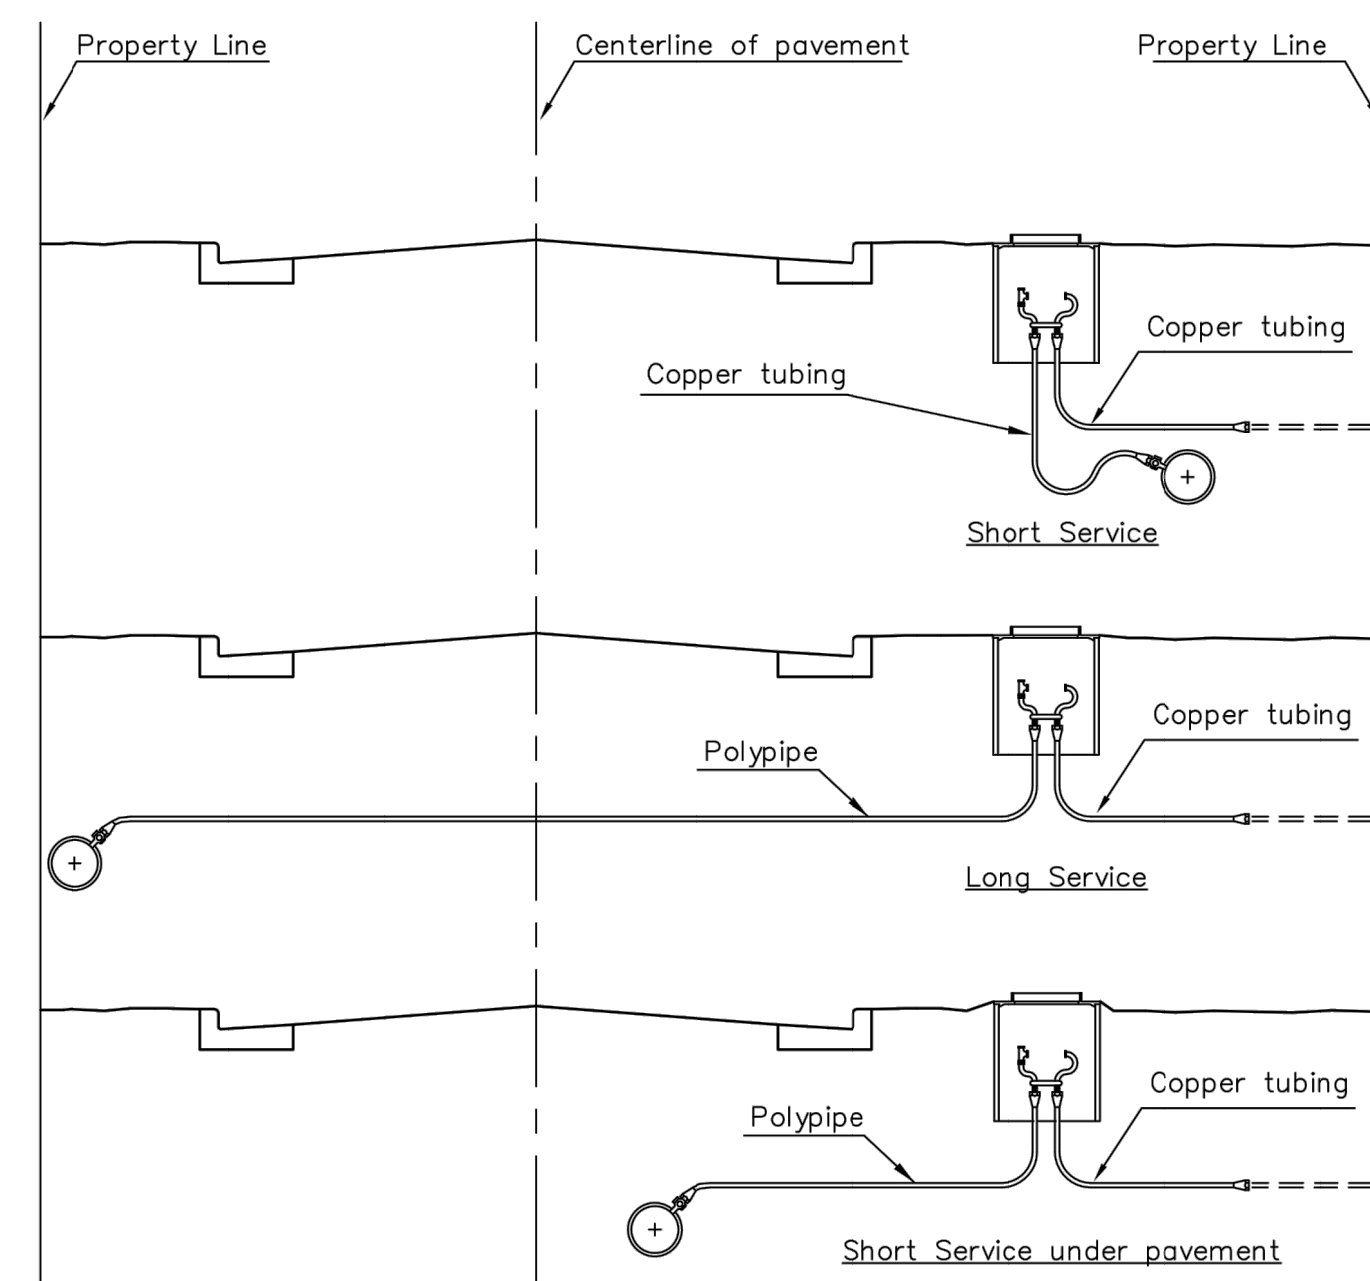 Property Line
Centerline of pavement
Property Line
Copper tubing
Copper tubing
Short Service
Copper tubing
Polypipe
Long Service
Copper tubing
Polypipe
Short Service under pavement